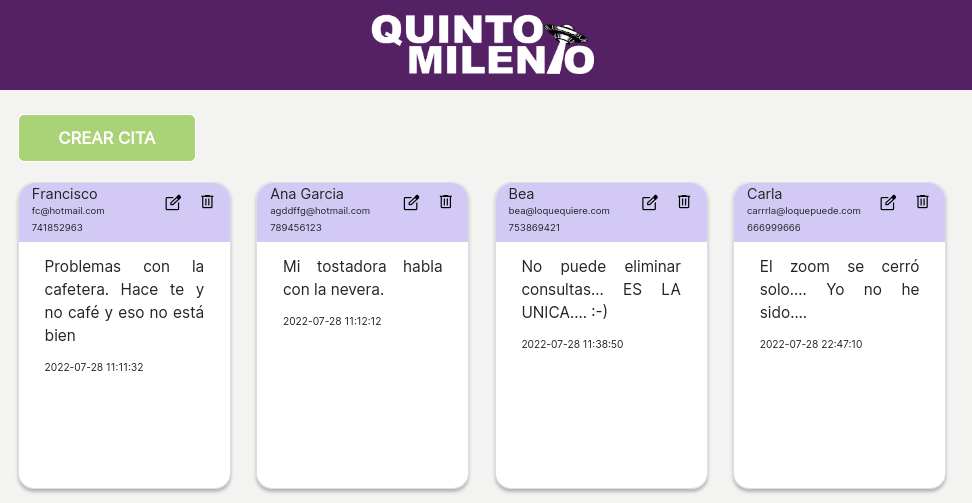 QUINTO
MILENIO
CREAR CITA
Francisco
fc@hotmail.com
741852963
Problemas con la
cafetera. Hace te y
no café y eso no está
bien
2022-07-28 11:11:32
Ana Garcia
agddffg@hotmail.com
789456123
Mi tostadora habla
con la nevera.
2022-07-28 11:12:12
Bea
bea@loquequiere.com
753869421
No puede eliminar
consultas... ES LA
UNICA.... :-)
2022-07-28 11:38:50
Carla
carrrla@loquepuede.com
666999666
El zoom se cerró
solo.... Yo no he
sido....
2022-07-28 22:47:10